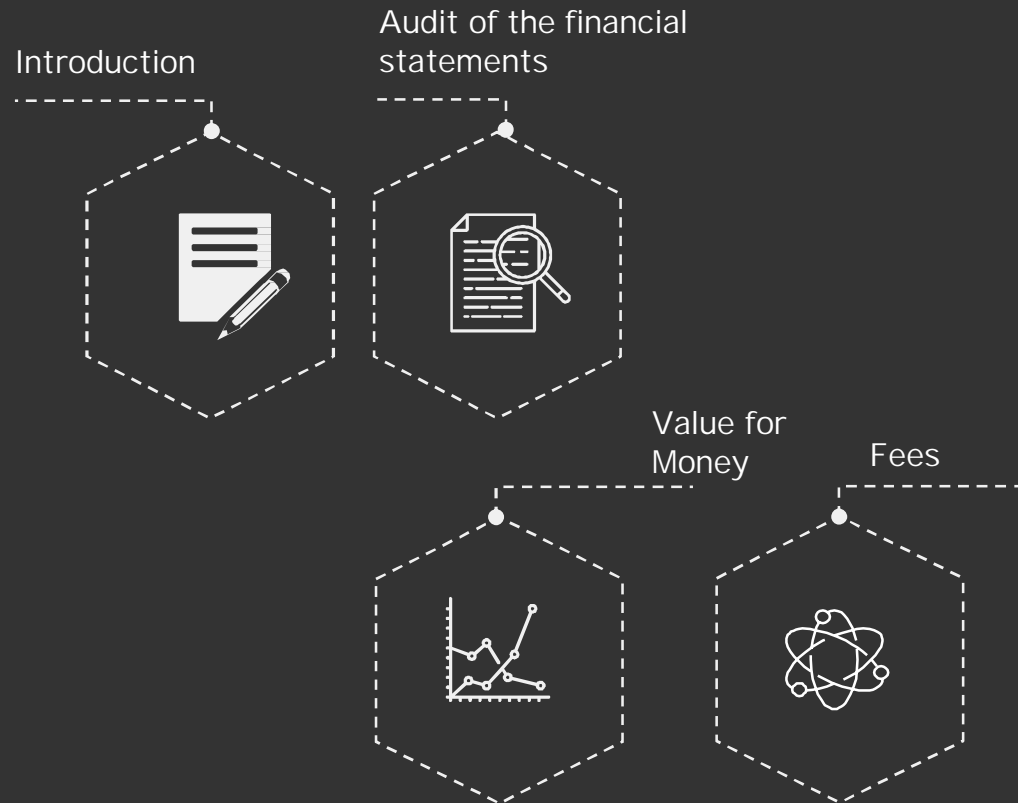 Introduction
Audit of the financial
statements
Value for
Money
Fees